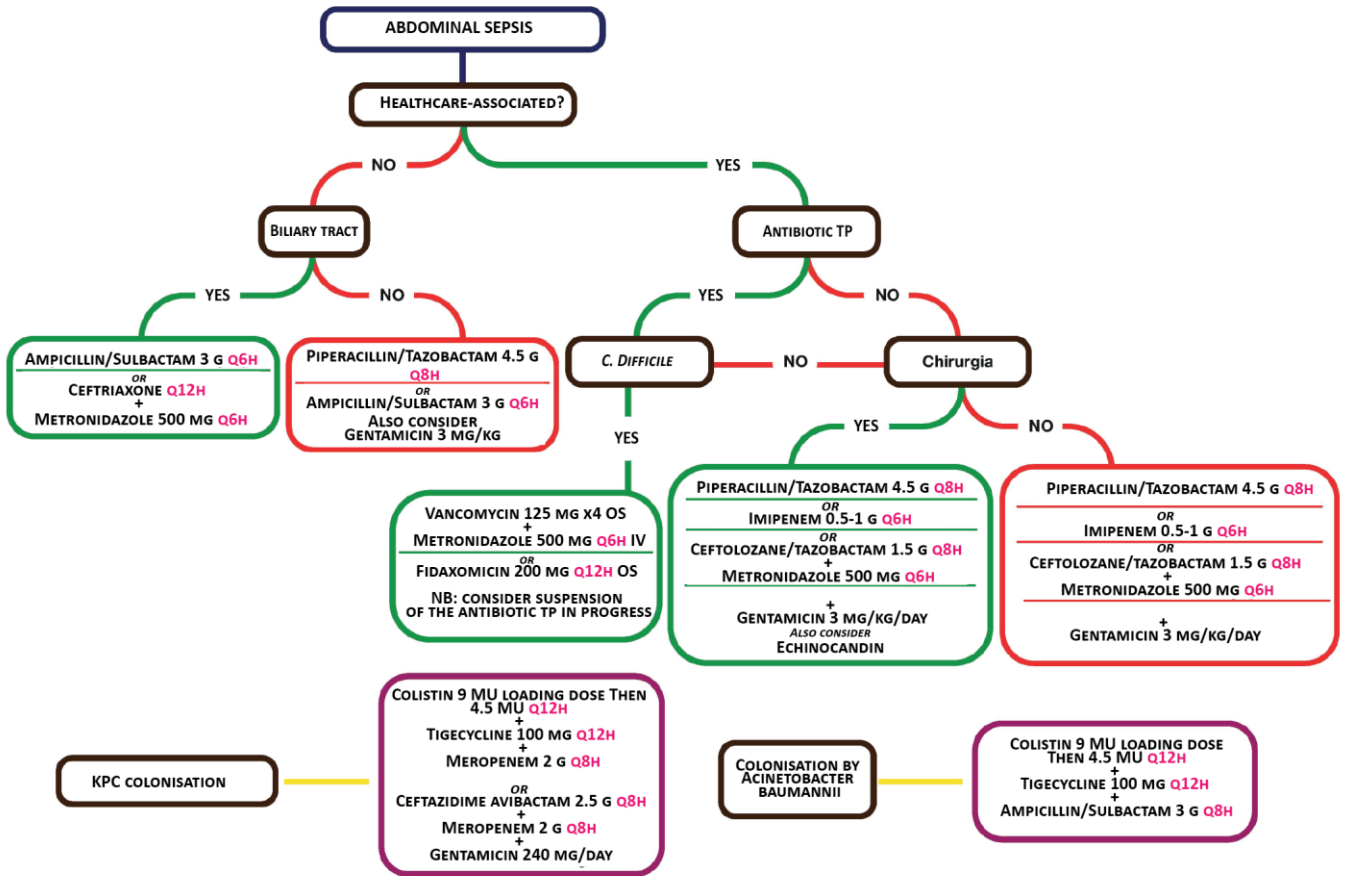 ABDOMINAL SEPSIS
HEALTHCARE-ASSOCIATED?
NO
YES
BILIARY TRACT
ANTIBIOTIC TP
YES
NO
YES
NO
AMPICILLIN/SULBACTAM 3 G Q6H
OR
CEFTRIAXONE Q12H
+
METRONIDAZOLE 500 MG Q6H
PIPERACILLIN/TAZOBACTAM 4.5 G
Q8H
OR
AMPICILLIN/SULBACTAM 3 G Q6H
ALSO CONSIDER
GENTAMICIN 3 MG/KG
C. DIFFICILE
NO
Chirurgia
YES
YES
NO
VANCOMYCIN 125 MG X4 OS
+
METRONIDAZOLE 500 MG Q6H IV
OR
FIDAXOMICIN 200 MG Q12H OS
NB: CONSIDER SUSPENSION
OF THE ANTIBIOTIC TP IN PROGRESS
PIPERACILLIN/TAZOBACTAM 4.5 G Q8H
OR
IMIPENEM 0.5-1 G Q6H
OR
CEFTOLOZANE/TAZOBACTAM 1.5 G Q8H
+
METRONIDAZOLE 500 MG Q6H
+
GENTAMICIN 3 MG/KG/DAY
ALSO CONSIDER
ECHINOCANDIN
PIPERACILLIN/TAZOBACTAM 4.5 G Q8H
OR
IMIPENEM 0.5-1 G Q6H
OR
CEFTOLOZANE/TAZOBACTAM 1.5 G Q8H
+
METRONIDAZOLE 500 MG Q6H
+
GENTAMICIN 3 MG/KG/DAY
KPC COLONISATION
COLISTIN 9 MU LOADING DOSE THEN
4.5 MU Q12H
+
TIGECYCLINE 100 MG Q12H
+
MEROPENEM 2 G Q8H
OR
CEFTAZIDIME AVIBACTAM 2.5 G Q8H
+
MEROPENEM 2 G Q8H
+
GENTAMICIN 240 MG/DAY
COLONISATION BY
ACINETOBACTER
BAUMANNII
COLISTIN 9 MU LOADING DOSE
THEN 4.5 MU Q12H
+
TIGECYCLINE 100 MG Q12H
+
AMPICILLIN/SULBACTAM 3 G Q8H